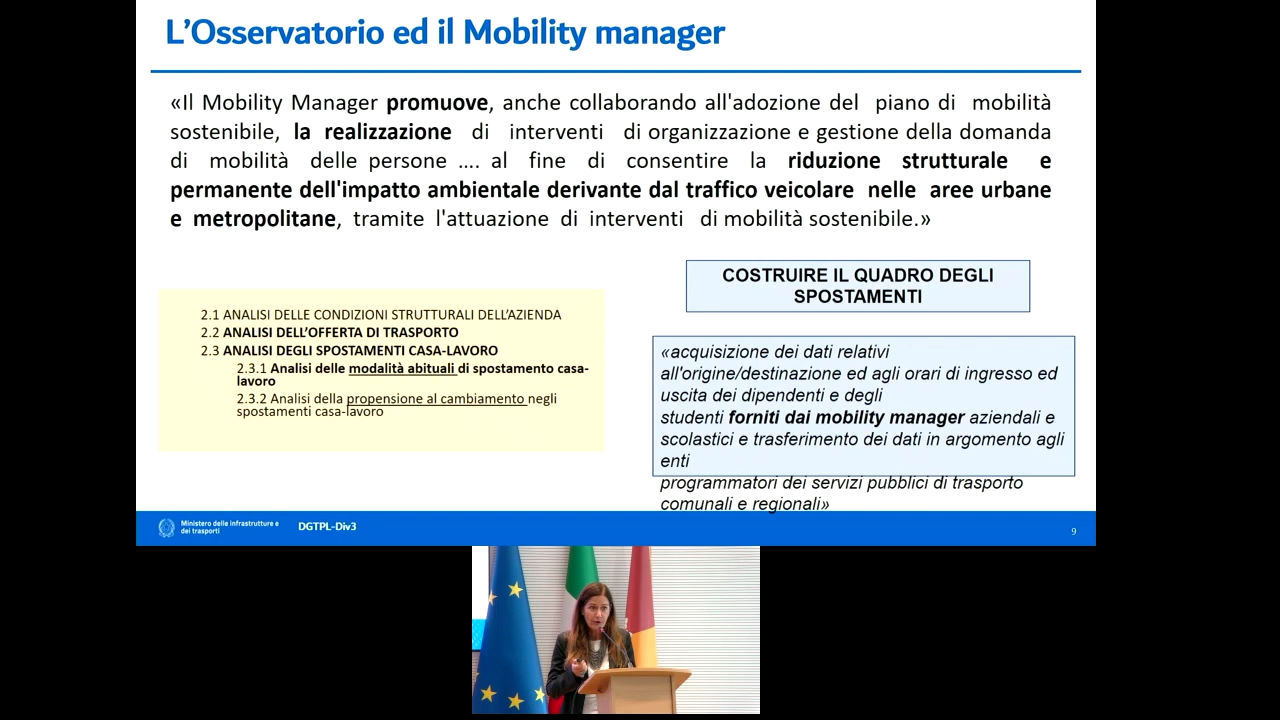 L'Osservatorio ed il Mobility manager
«Il Mobility Manager promuove, anche collaborando all'adozione del piano di mobilità
sostenibile, la realizzazione di interventi di organizzazione e gestione della domanda
di mobilità delle persone .... al fine di consentire la riduzione strutturale e
permanente dell'impatto ambientale derivante dal traffico veicolare nelle aree urbane
e metropolitane, tramite l'attuazione di interventi di mobilità sostenibile.»
2.1 ANALISI DELLE CONDIZIONI STRUTTURALI DELL'AZIENDA
2.2 ANALISI DELL'OFFERTA DI TRASPORTO
2.3 ANALISI DEGLI SPOSTAMENTI CASA-LAVORO
2.3.1 Analisi delle modalità abituali di spostamento casa-
lavoro
2.3.2 Analisi della propensione al cambiamento negli
spostamenti casa-lavoro
COSTRUIRE IL QUADRO DEGLI
SPOSTAMENTI
«acquisizione dei dati relativi
all'origine/destinazione ed agli orari di ingresso ed
uscita dei dipendenti e degli
studenti forniti dai mobility manager aziendali e
scolastici e trasferimento dei dati in argomento agli
enti
programmatori dei servizi pubblici di trasporto
comunali e regionali»
Ministero delle infrastrutture e
dei trasporti
DGTPL-Div3
9